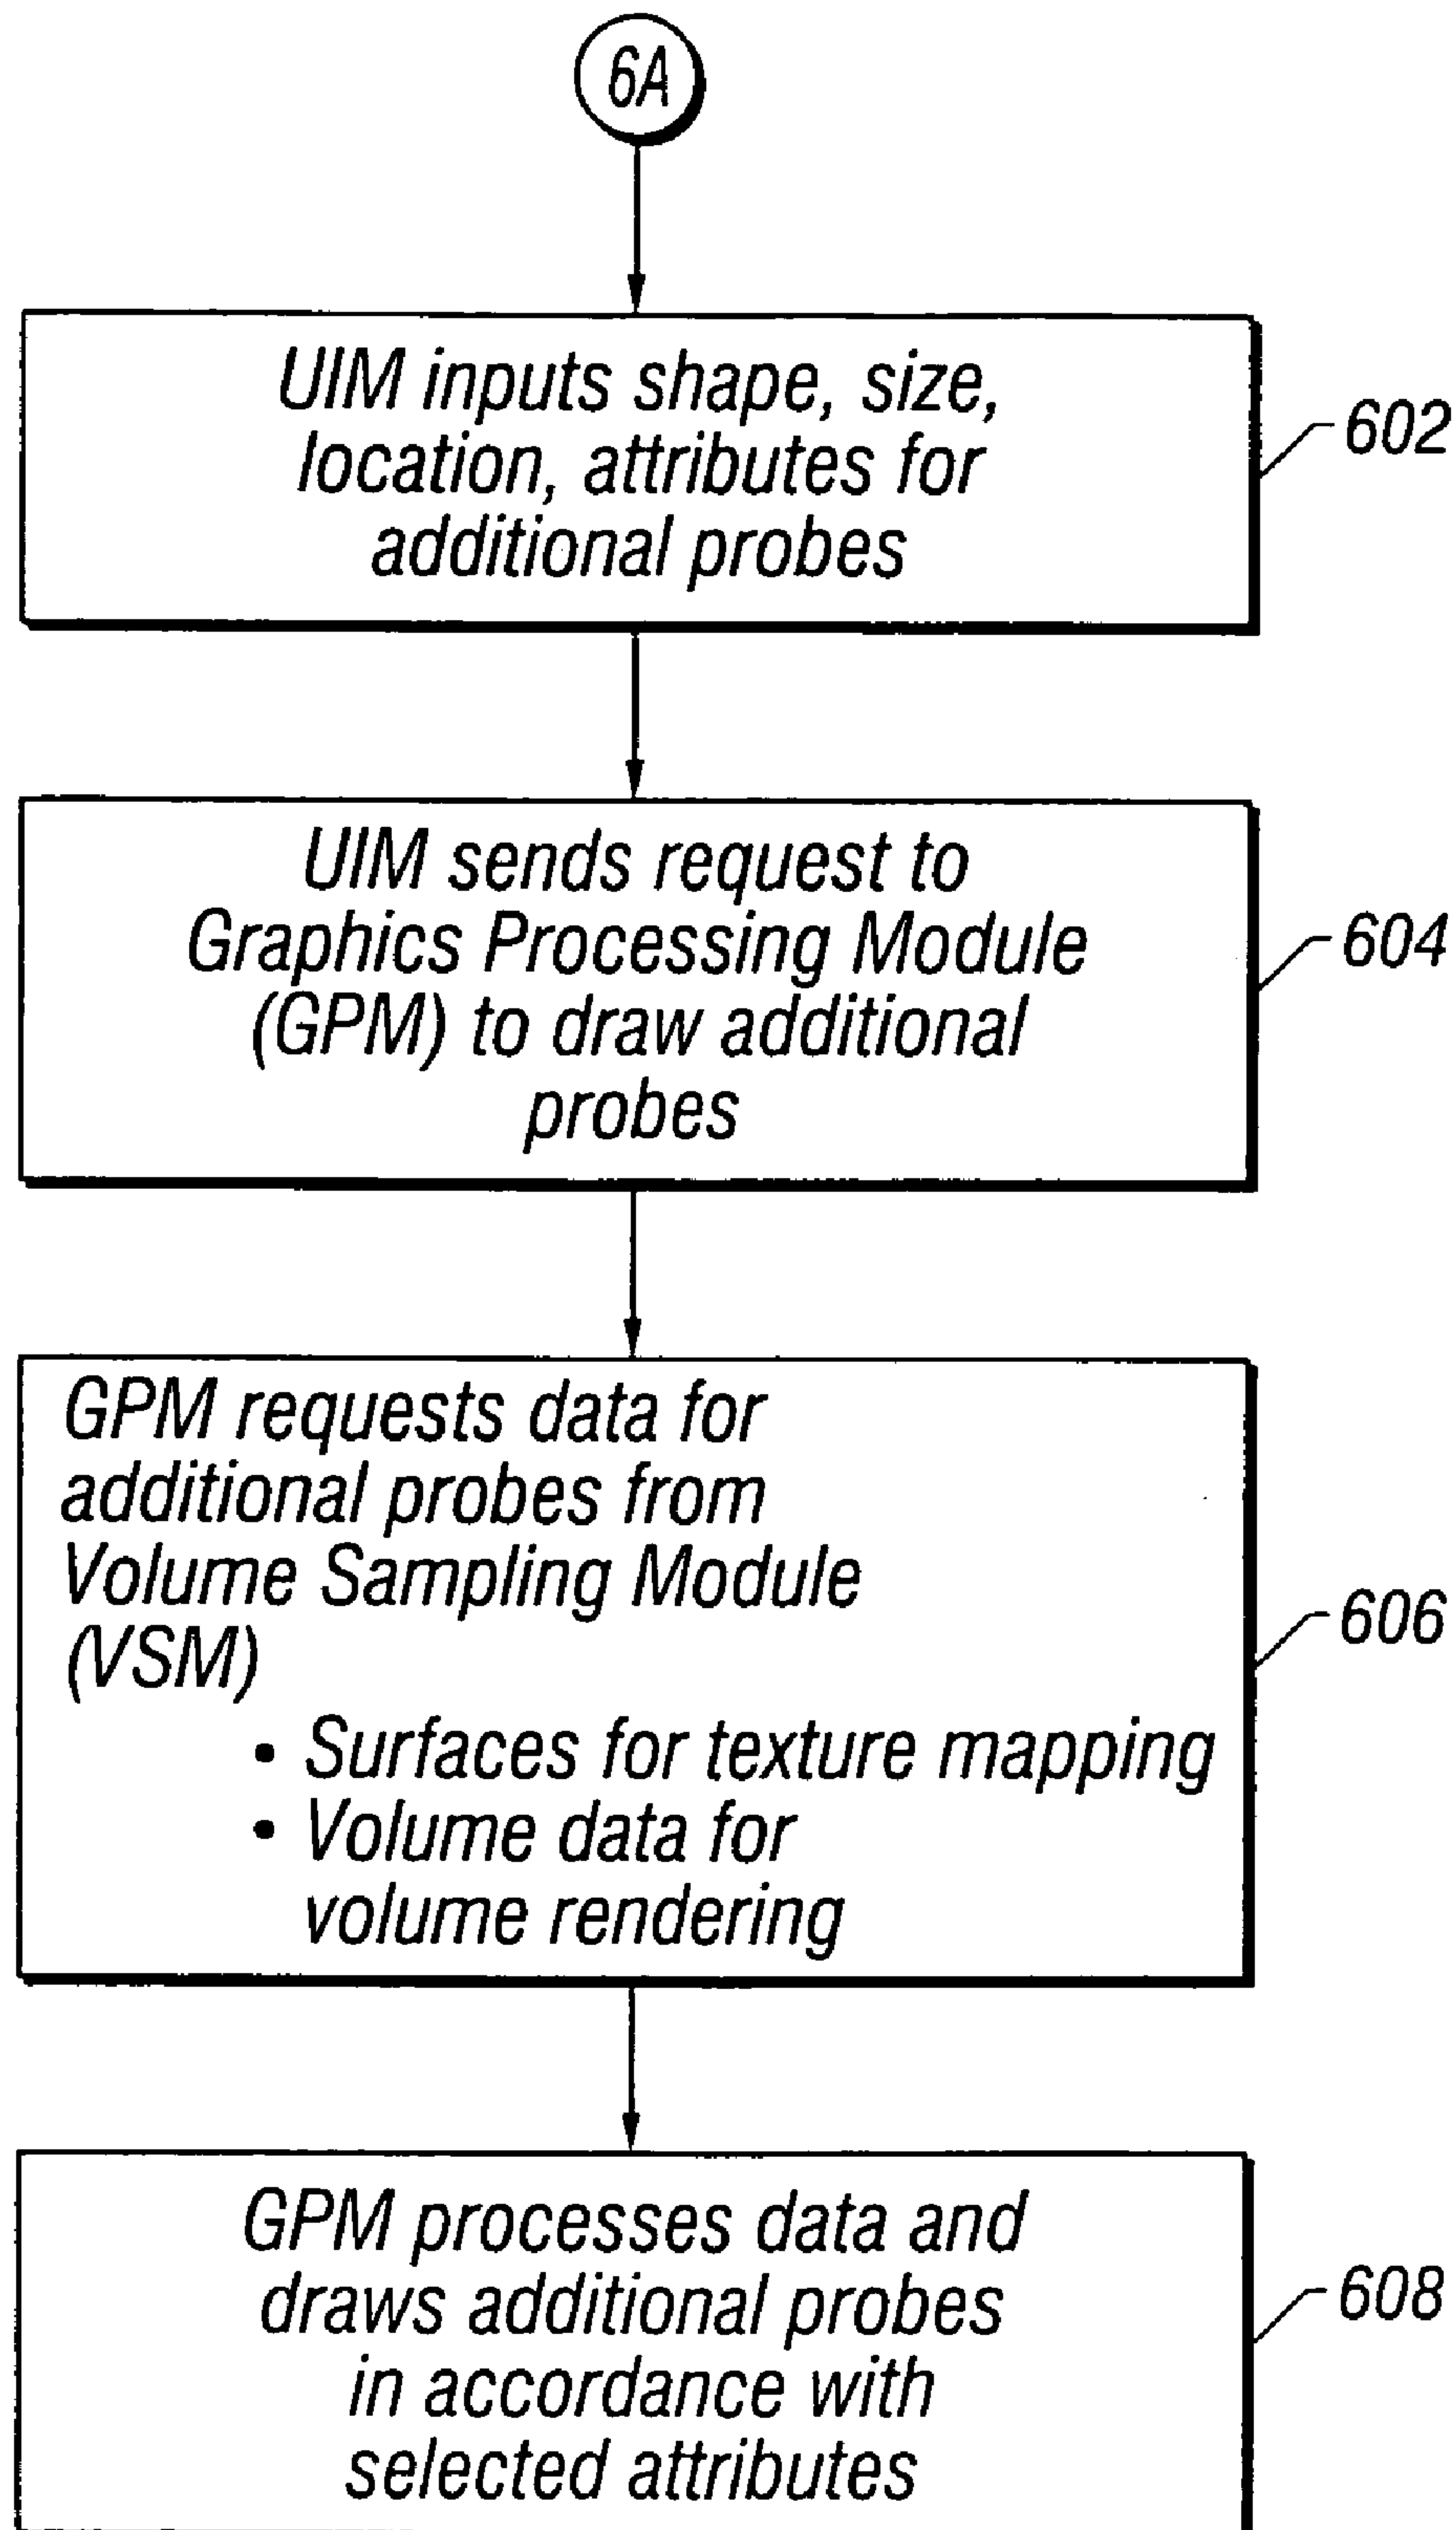 6A
UIM inputs shape, size,
location, attributes for
additional probes
602
UIM sends request to
Graphics Processing Module
(GPM) to draw additional
probes
604
GPM requests data for
additional probes from
Volume Sampling Module
(VSM)
• Surfaces for texture mapping
• Volume data for
volume rendering
606
GPM processes data and
draws additional probes
in accordance with
selected attributes
608